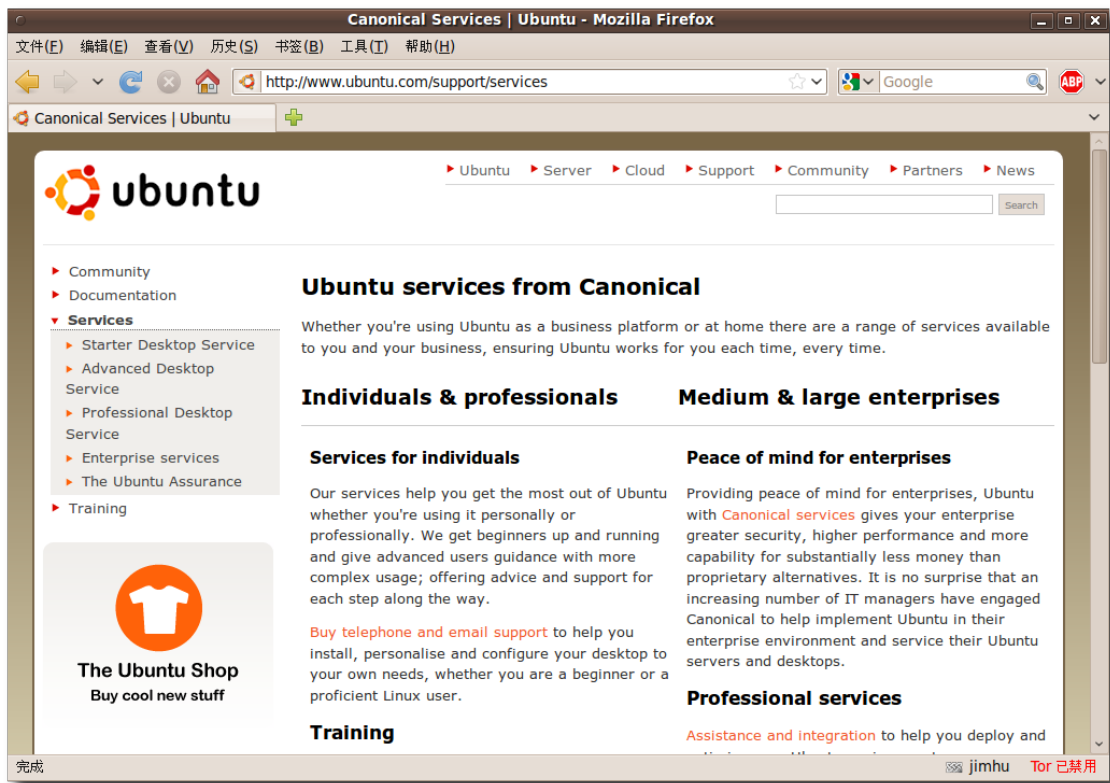 Canonical Services | Ubuntu - Mozilla Firefox
文件(F) 编辑(E) 查看(V) 历史(S) 书签(B) 工具(T) 帮助(H)
http://www.ubuntu.com/support/services
Google
ABP
Canonical Services | Ubuntu
ubuntu
Ubuntu Server Cloud Support Community Partners News
Search
Community
Documentation
Services
Starter Desktop Service
Advanced Desktop
Service
Professional Desktop
Service
Enterprise services
The Ubuntu Assurance
Training
The Ubuntu Shop
Buy cool new stuff
Ubuntu services from Canonical
Whether you're using Ubuntu as a business platform or at home there are a range of services available
to you and your business, ensuring Ubuntu works for you each time, every time.
Individuals & professionals
Services for individuals
Our services help you get the most out of Ubuntu
whether you're using it personally or
professionally. We get beginners up and running
and give advanced users guidance with more
complex usage; offering advice and support for
each step along the way.
Buy telephone and email support to help you
install, personalise and configure your desktop to
your own needs, whether you are a beginner or a
proficient Linux user.
Training
Medium & large enterprises
Peace of mind for enterprises
Providing peace of mind for enterprises, Ubuntu
with Canonical services gives your enterprise
greater security, higher performance and more
capability for substantially less money than
proprietary alternatives. It is no surprise that an
increasing number of IT managers have engaged
Canonical to help implement Ubuntu in their
enterprise environment and service their Ubuntu
servers and desktops.
Professional services
Assistance and integration to help you deploy and
完成
jimhu Tor 已禁用